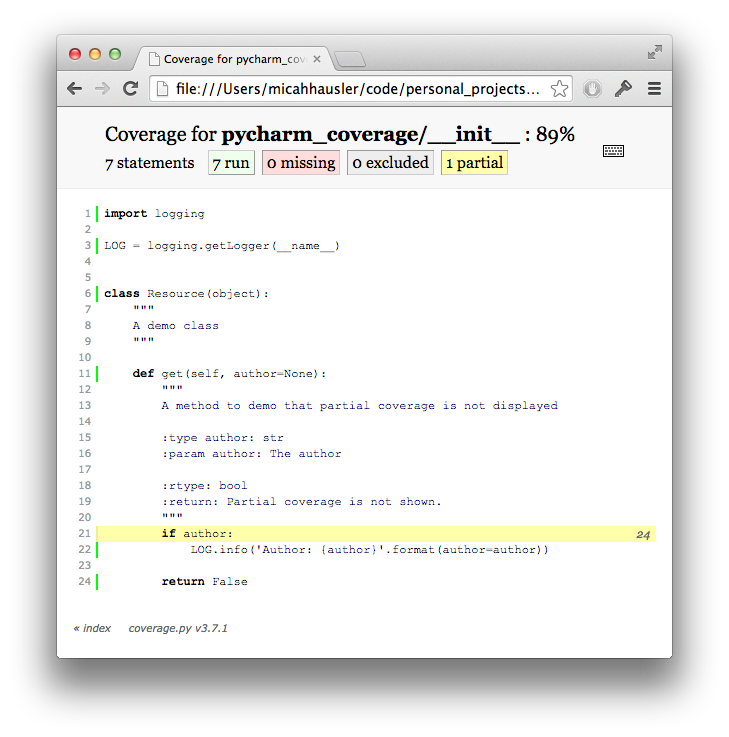 Coverage for pycharm_cov
file:///Users/micahhausler/code/personal_projects...
Coverage for pycharm_coverage/__init__ : 89%
7 statements 7 run 0 missing 0 excluded 1 partial
1 import logging
2
3 LOG = logging.getLogger(__name__)
4
5
6 class Resource(object):
7 """
8 A demo class
9 """
10
11 def get(self, author=None):
12 """
13 A method to demo that partial coverage is not displayed
14
15 :type author: str
16 :param author: The author
17
18 :rtype: bool
19 :return: Partial coverage is not shown.
20 """
21 if author: 24
22 LOG.info('Author: {author}'.format(author=author))
23
24 return False
« index coverage.py v3.7.1